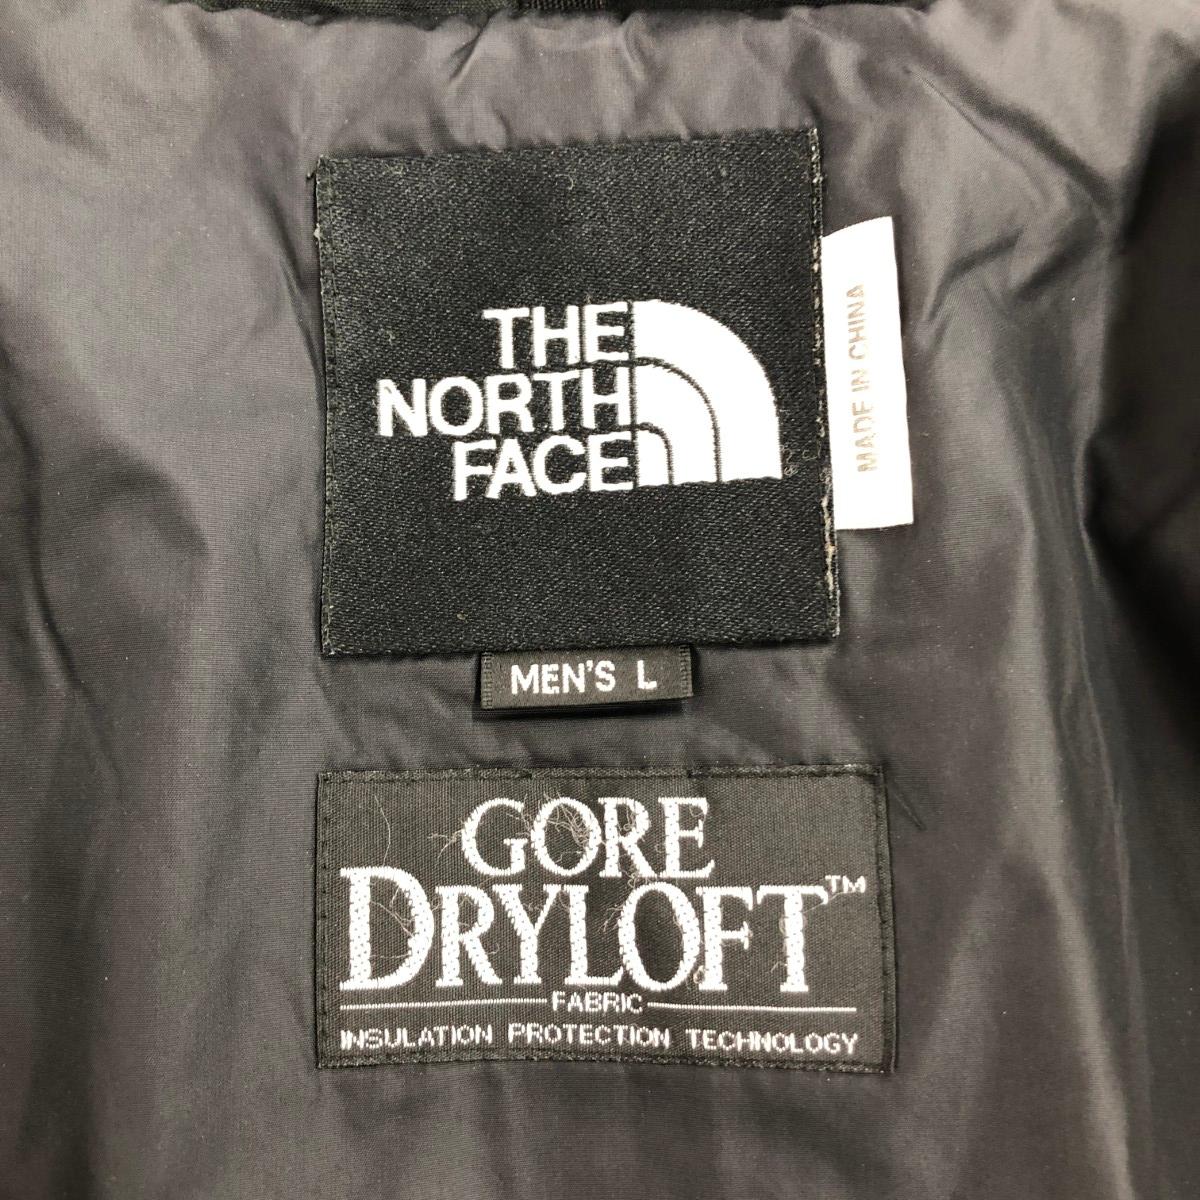 THE
NORTH
FACE
MADE IN CHINA
MEN'S L
GORE
DRYLOFT™
FABRIC
INSULATION PROTECTION TECHNOLOGY